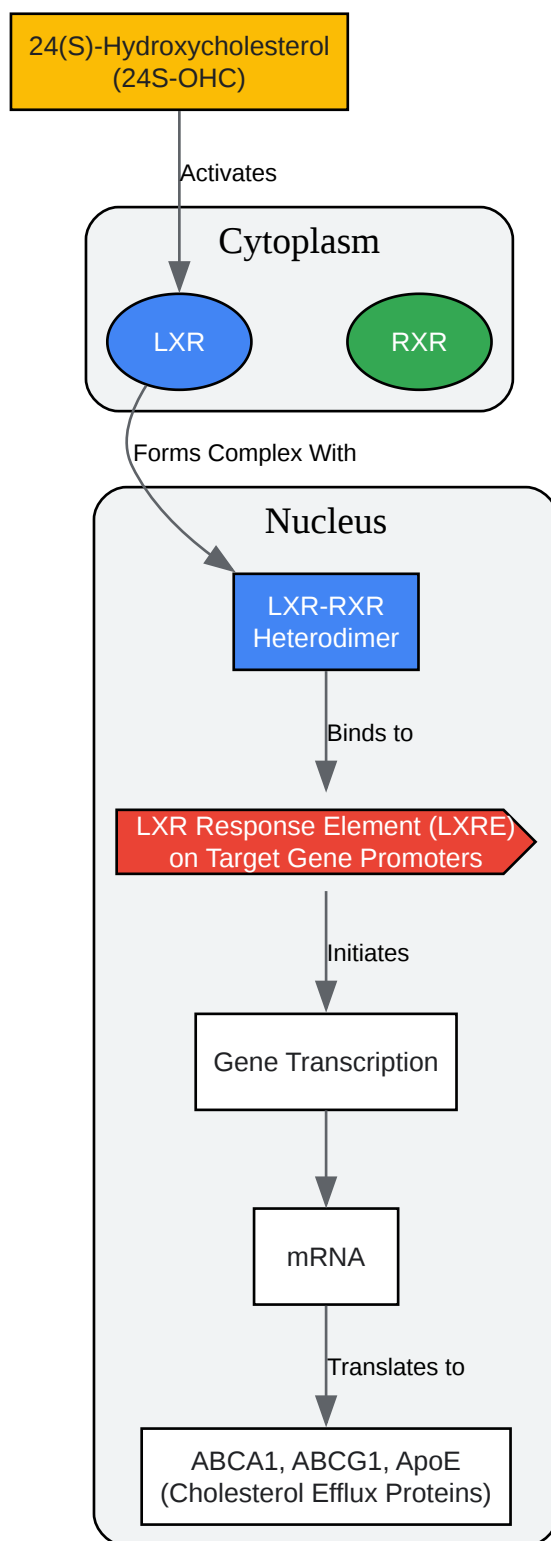 24(S)-Hydroxycholesterol
(24S-OHC)
Activates
Cytoplasm
LXR
RXR
Forms Complex With
Nucleus
LXR-RXR
Heterodimer
Binds to
LXR Response Element (LXRE)
on Target Gene Promoters
Initiates
Gene Transcription
mRNA
Translates to
ABCA1, ABCG1, ApoE
(Cholesterol Efflux Proteins)